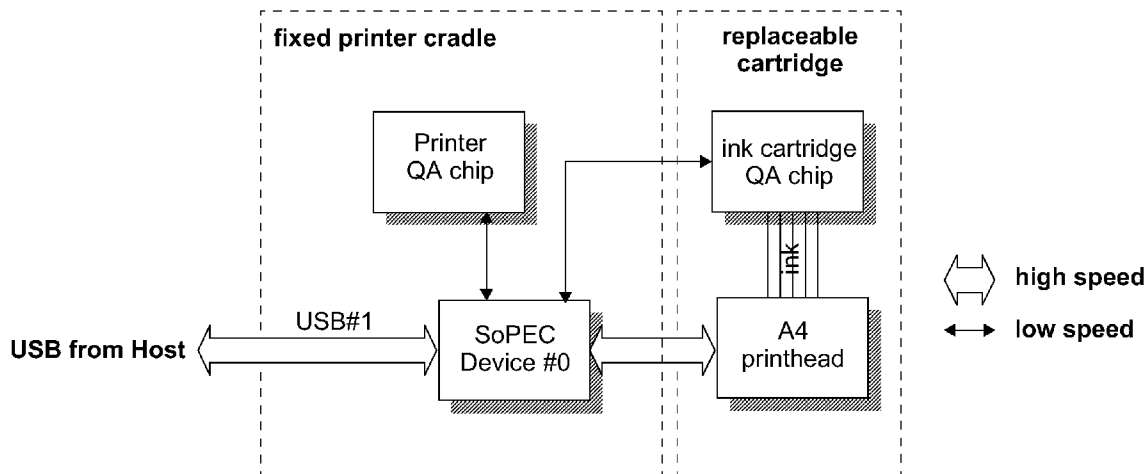 fixed printer cradle
replaceable
cartridge
Printer
QA chip
ink cartridge
QA chip
ink
high speed
low speed
USB#1
USB from Host
SoPEC
Device #0
A4
printhead